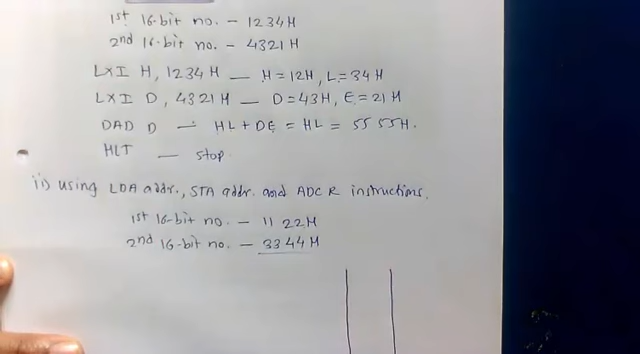 1st 16-bit no. - 1234H
2nd 16-bit no. - 4321H
LXI H, 1234H — H=12H, L=34H
LXI D, 4321H — D=43H, E=21H
DAD D — HL+DE = HL = 5555H.
HLT — stop.
ii) using LDA addr., STA addr. and ADC R instructions.
1st 16-bit no. - 1122H
2nd 16-bit no. - 3344H